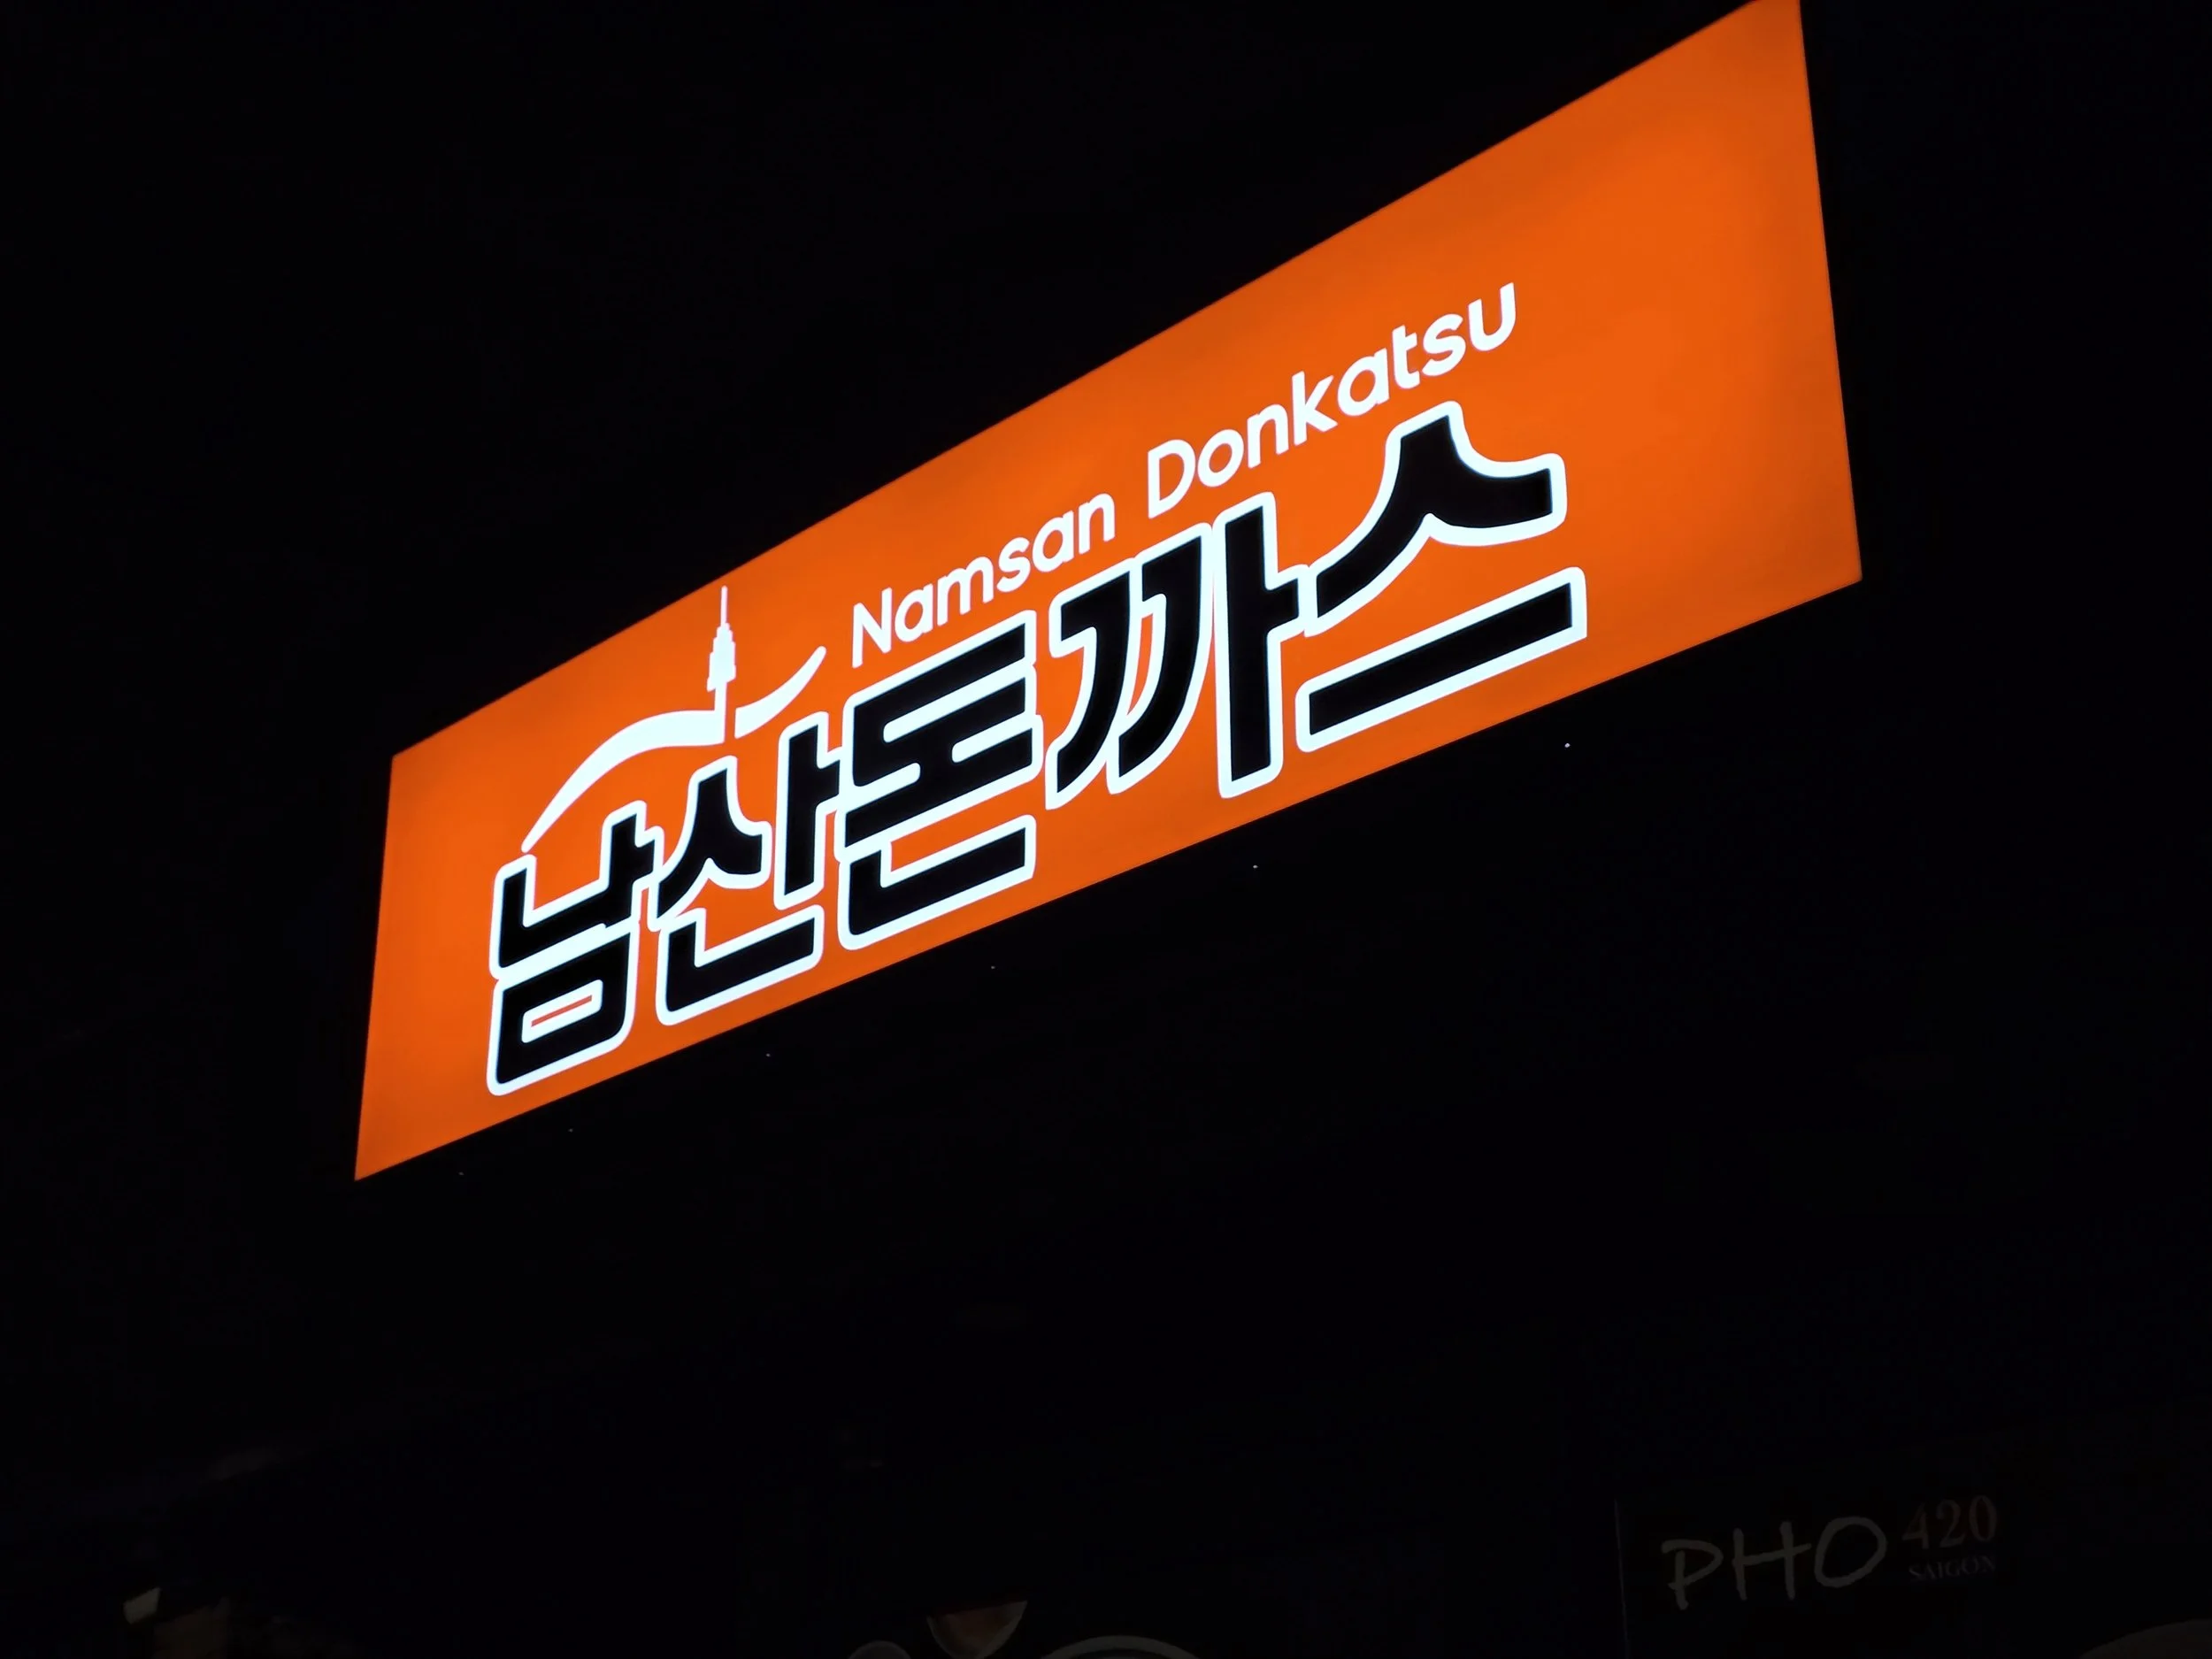 Namsan Donkatsu
남산돈까스
PHO 420
SAIGON